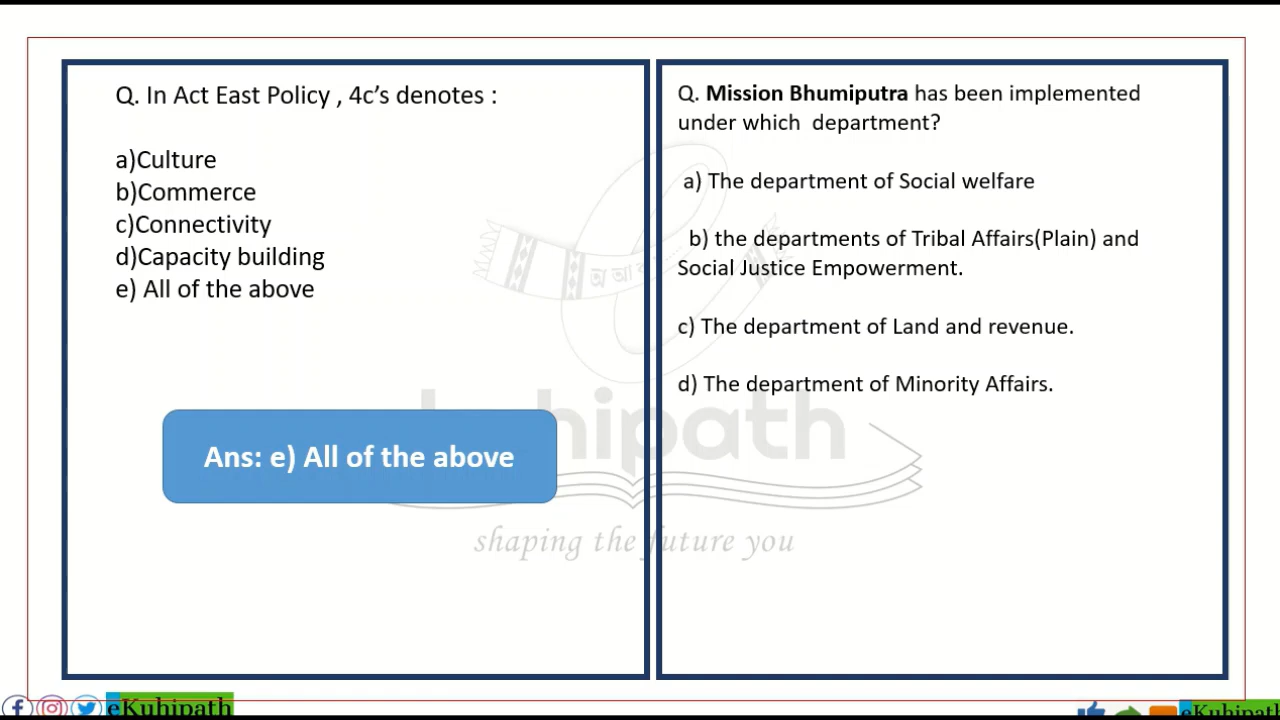 Q. In Act East Policy , 4c’s denotes :
a)Culture
b)Commerce
c)Connectivity
d)Capacity building
e) All of the above
Ans: e) All of the above
Q. Mission Bhumiputra has been implemented
under which  department?
a) The department of Social welfare
b) the departments of Tribal Affairs(Plain) and
Social Justice Empowerment.
c) The department of Land and revenue.
d) The department of Minority Affairs.
অ আ
hipath
shaping the future you
eKuhipath
eKuhipath